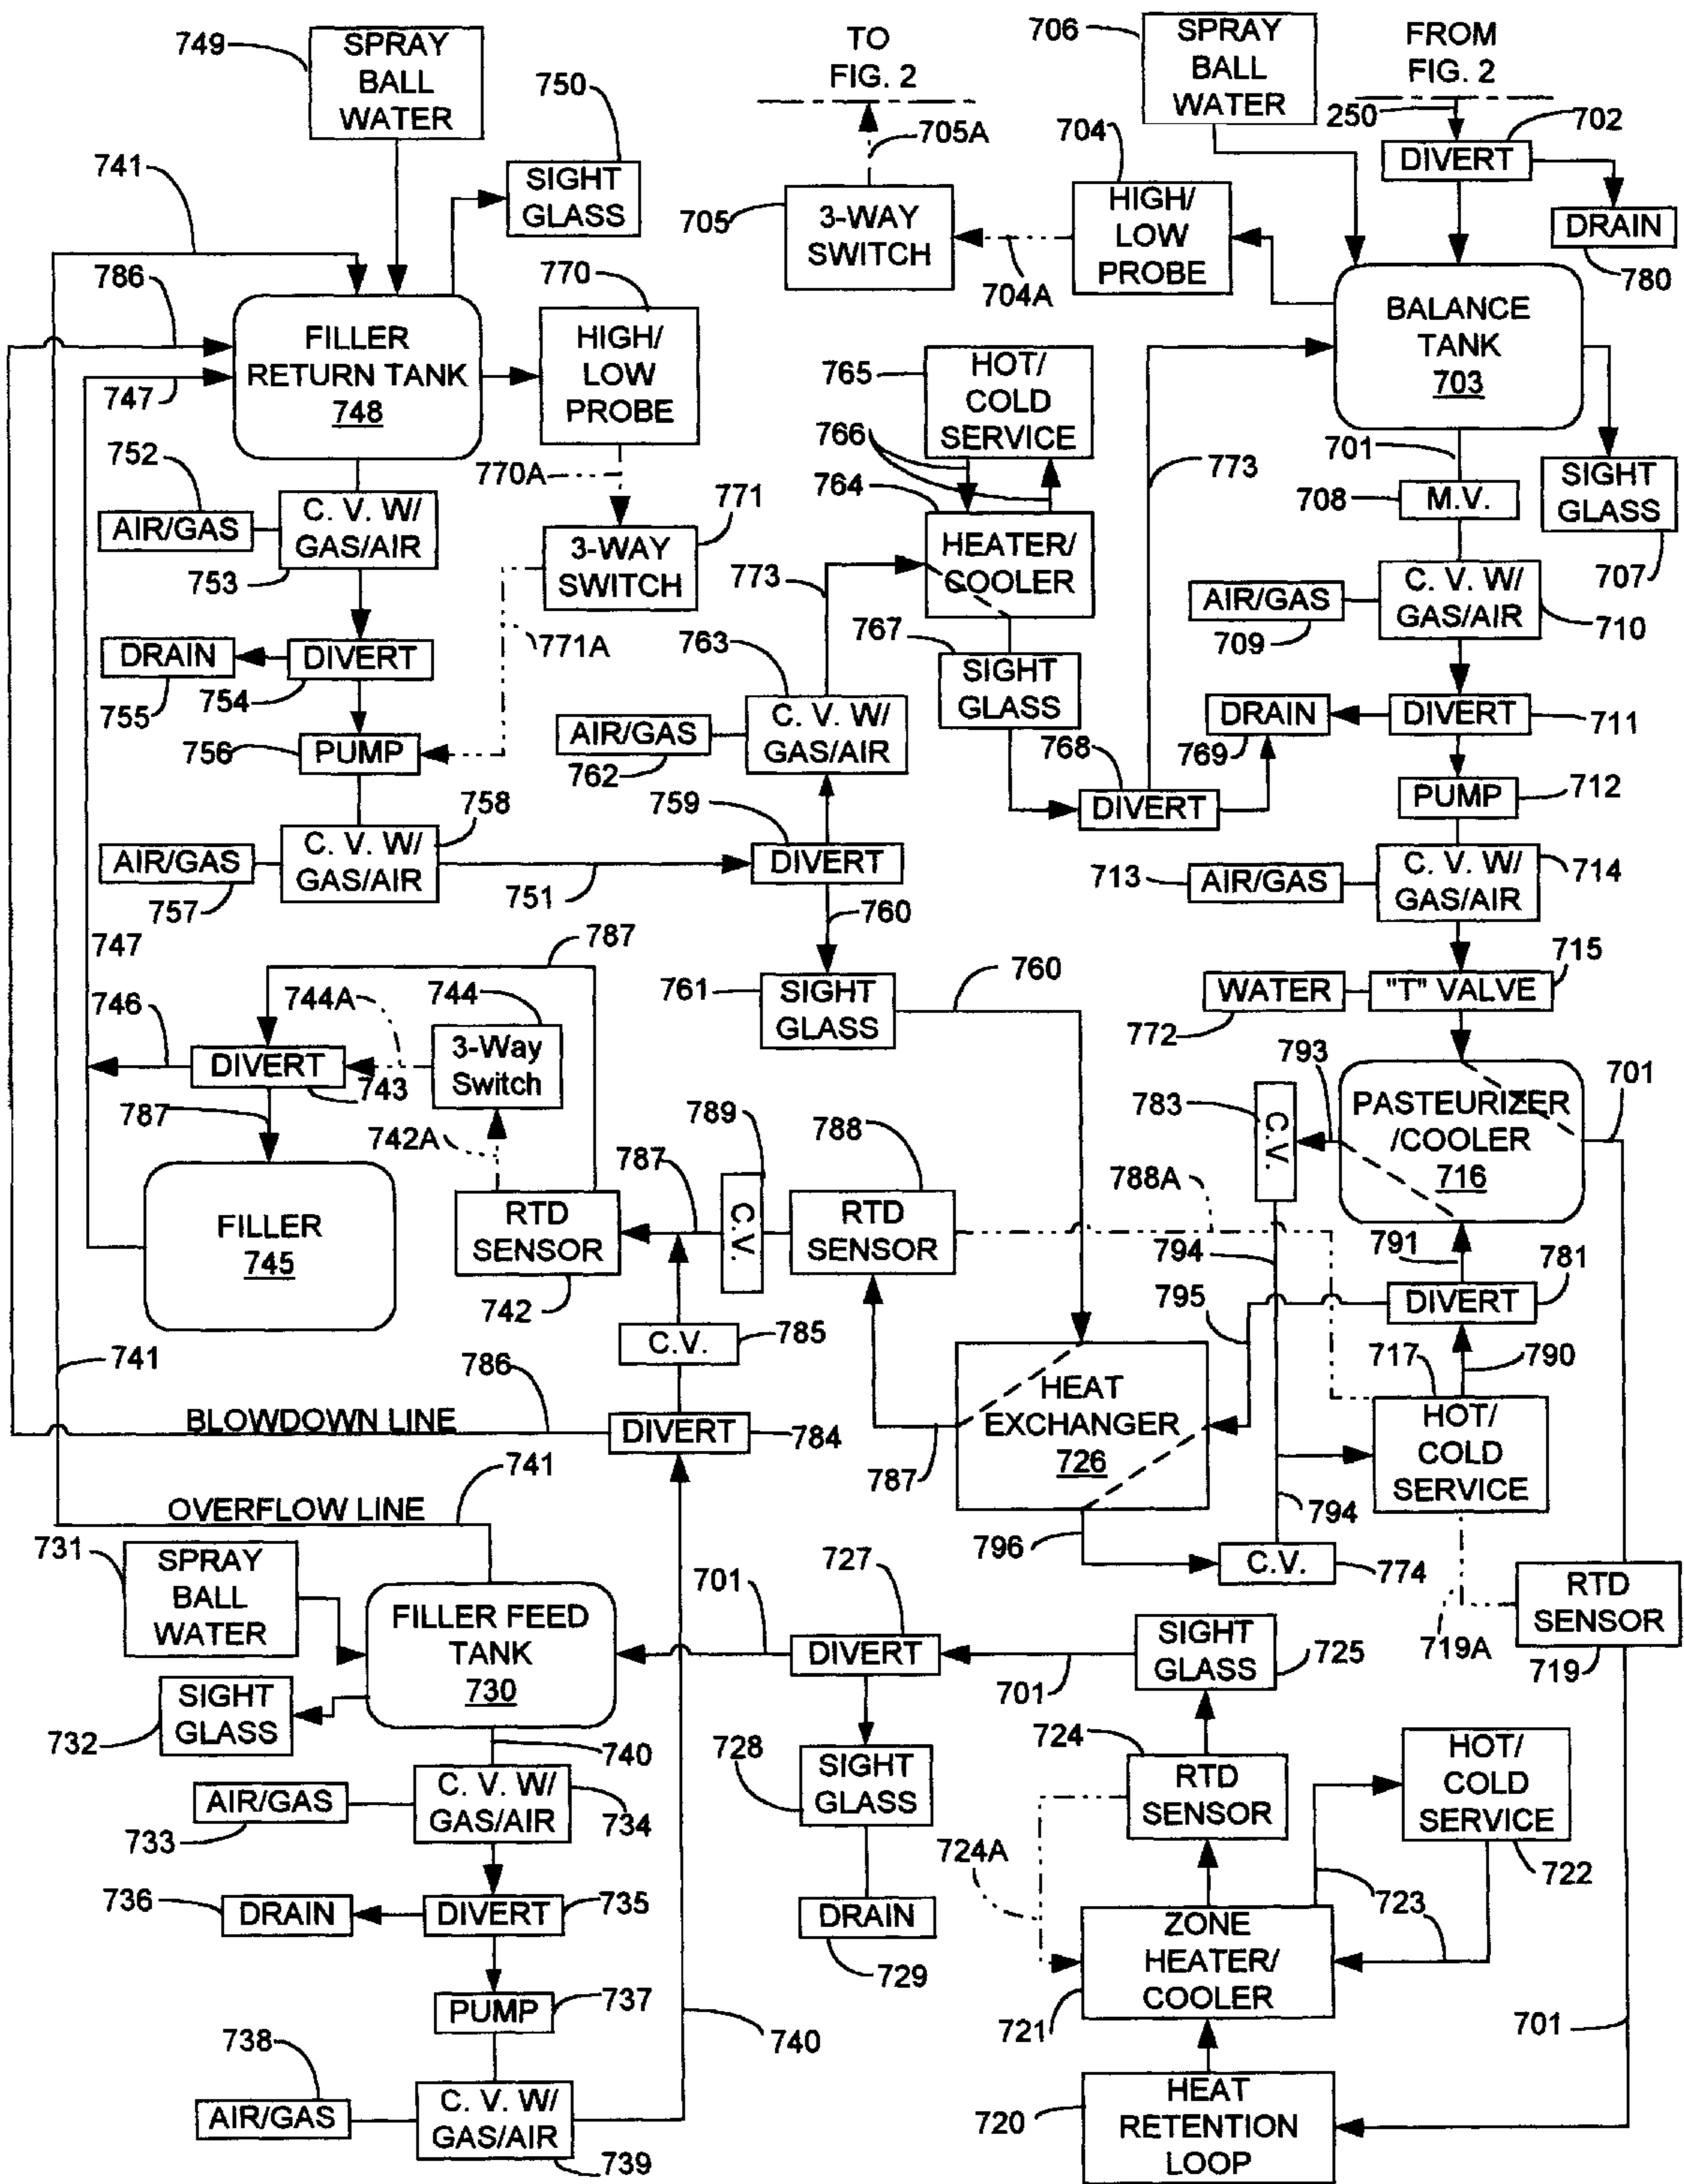 749
SPRAY
BALL
WATER
TO
FIG. 2
706
SPRAY
BALL
WATER
FROM
FIG. 2
250
702
DIVERT
750
SIGHT
GLASS
741
786
705A
704
705
3-WAY
SWITCH
HIGH/
LOW
PROBE
704A
DRAIN
780
770
FILLER
RETURN TANK
748
HIGH/
LOW
PROBE
747
765
HOT/
COLD
SERVICE
BALANCE
TANK
703
752
AIR/GAS
C. V. W/
GAS/AIR
753
770A
771
3-WAY
SWITCH
766
764
HEATER/
COOLER
773
701
708
M.V.
SIGHT
GLASS
707
773
AIR/GAS
709
C. V. W/
GAS/AIR
710
DRAIN
755
DIVERT
754
771A
763
767
SIGHT
GLASS
756
PUMP
AIR/GAS
762
C. V. W/
GAS/AIR
768
DIVERT
DRAIN
769
DIVERT
711
PUMP
712
758
759
AIR/GAS
757
C. V. W/
GAS/AIR
751
DIVERT
760
713
AIR/GAS
C. V. W/
GAS/AIR
714
747
787
761
SIGHT
GLASS
760
715
WATER
772
"T" VALVE
746
744A
744
DIVERT
743
3-Way
Switch
787
742A
793
783
C.V.
PASTEURIZER
/COOLER
716
701
789
788
787
788A
FILLER
745
RTD
SENSOR
742
C.V.
RTD
SENSOR
794
791
781
795
DIVERT
785
C.V.
741
786
717
790
BLOWDOWN LINE
DIVERT
784
787
HEAT
EXCHANGER
726
HOT/
COLD
SERVICE
741
OVERFLOW LINE
794
796
731
SPRAY
BALL
WATER
727
C.V.
774
701
FILLER FEED
TANK
730
DIVERT
701
SIGHT
GLASS
725
719A
RTD
SENSOR
719
SIGHT
GLASS
732
740
728
724
HOT/
COLD
SERVICE
AIR/GAS
733
C. V. W/
GAS/AIR
734
SIGHT
GLASS
RTD
SENSOR
724A
722
723
736
DRAIN
DIVERT
735
DRAIN
729
ZONE
HEATER/
COOLER
721
PUMP
737
740
701
738
AIR/GAS
C. V. W/
GAS/AIR
739
720
HEAT
RETENTION
LOOP